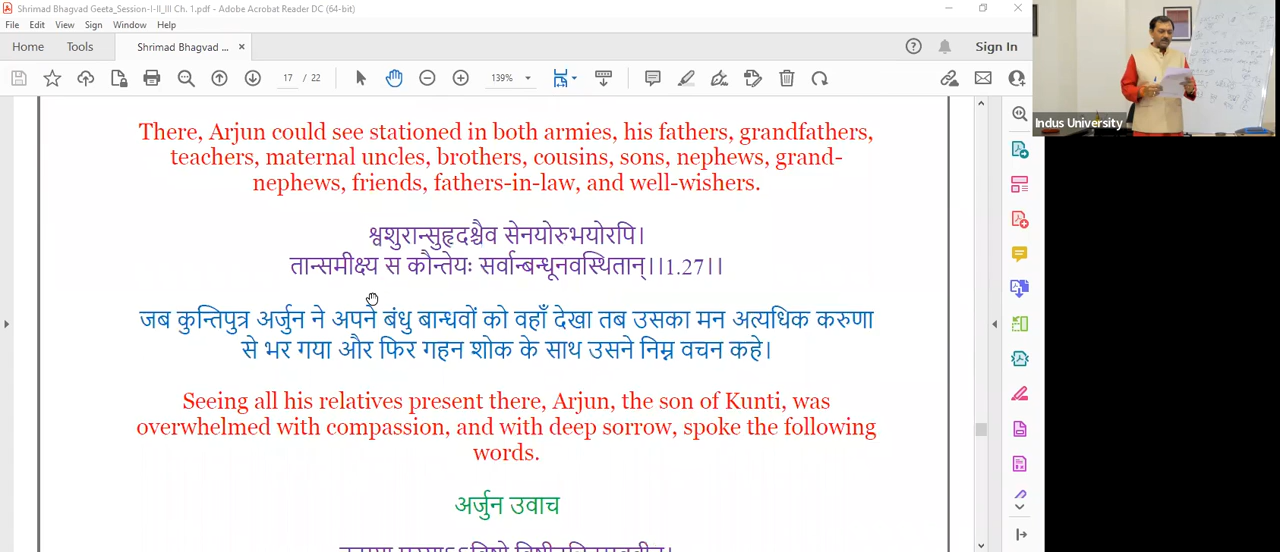 Shrimad Bhagvad Geeta_Session-I-II_III Ch. 1.pdf - Adobe Acrobat Reader DC (64-bit)
File Edit View Sign Window Help
Home Tools Shrimad Bhagvad ... × Sign In
17 / 22 139%
Indus University
There, Arjun could see stationed in both armies, his fathers, grandfathers,
teachers, maternal uncles, brothers, cousins, sons, nephews, grand-
nephews, friends, fathers-in-law, and well-wishers.
श्वशुरान्सुहृदश्चैव सेनयोरुभयोरपि।
तान्समीक्ष्य स कौन्तेयः सर्वान्बन्धूनवस्थितान्।।1.27।।
जब कुन्तिपुत्र अर्जुन ने अपने बंधु बान्धवों को वहाँ देखा तब उसका मन अत्यधिक करुणा
से भर गया और फिर गहन शोक के साथ उसने निम्न वचन कहे।
Seeing all his relatives present there, Arjun, the son of Kunti, was
overwhelmed with compassion, and with deep sorrow, spoke the following
words.
अर्जुन उवाच